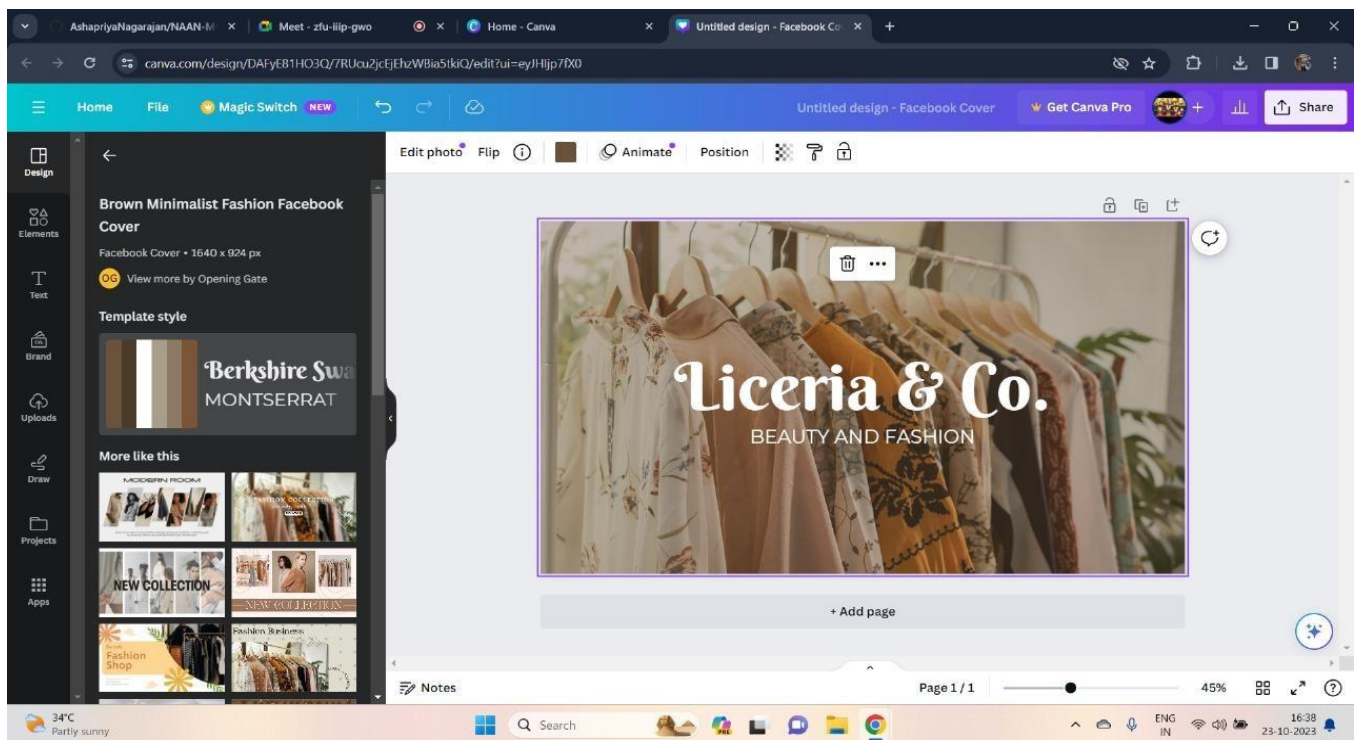 AshapriyaNagarajan/NAAN-M
Meet - zfu-iiip-gwo
Home - Canva
Untitled design - Facebook Co
canva.com/design/DAFyE81HO3Q/7RUcu2jcEjEhzWBia5tkiQ/edit?ui=eyJHIjp7fX0
Home File Magic Switch NEW
Untitled design - Facebook Cover
Get Canva Pro
Share
Design
Elements
Text
Brand
Uploads
Draw
Projects
Apps
Brown Minimalist Fashion Facebook
Cover
Facebook Cover • 1640 x 924 px
OG View more by Opening Gate
Template style
Berkshire Swa
MONTSERRAT
More like this
MODERN ROOM
NEW COLLECTION
NEW COLLECTION
Fashion
Shop
Fashion Business
Edit photo Flip Animate Position
Liceria & Co.
BEAUTY AND FASHION
+ Add page
Notes
Page 1 / 1
45%
34°C
Partly sunny
Search
ENG
IN
16:38
23-10-2023